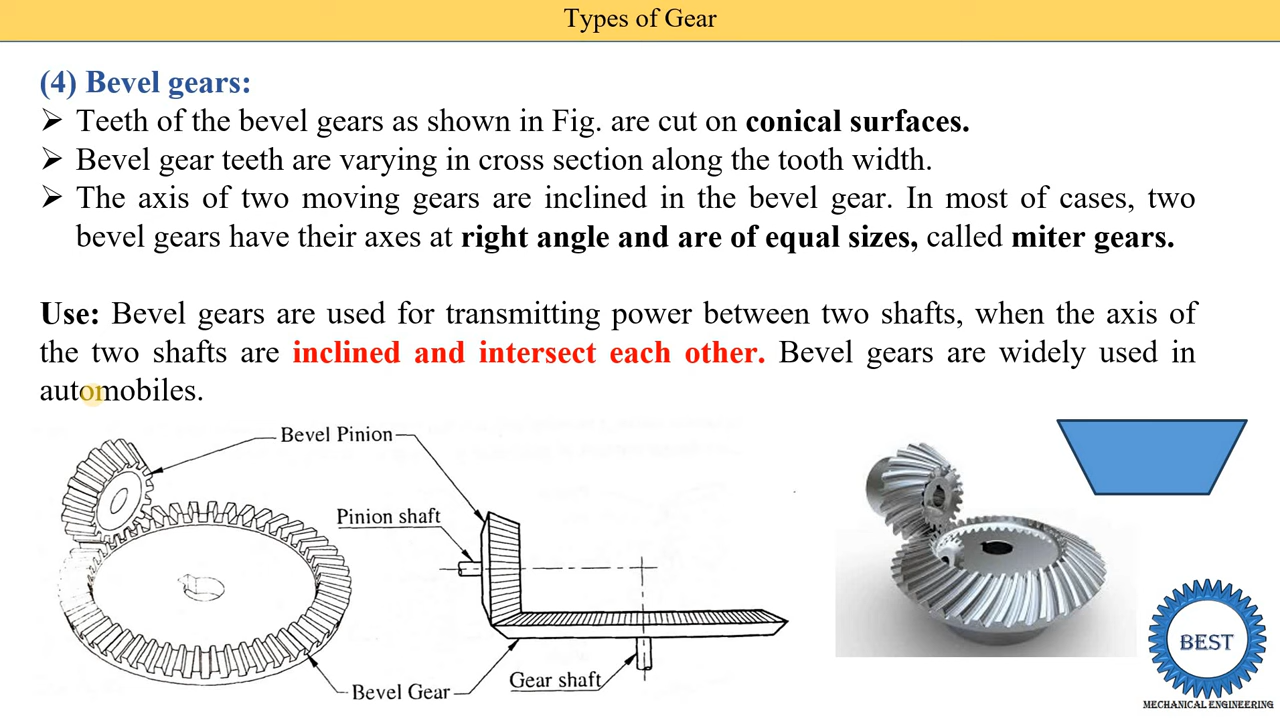 Types of Gear
(4) Bevel gears:
➢ Teeth of the bevel gears as shown in Fig. are cut on conical surfaces.
➢ Bevel gear teeth are varying in cross section along the tooth width.
➢ The axis of two moving gears are inclined in the bevel gear. In most of cases, two
bevel gears have their axes at right angle and are of equal sizes, called miter gears.
Use: Bevel gears are used for transmitting power between two shafts, when the axis of
the two shafts are inclined and intersect each other. Bevel gears are widely used in
automobiles.
Bevel Pinion
Pinion shaft
Gear shaft
Bevel Gear
BEST
MECHANICAL ENGINEERING